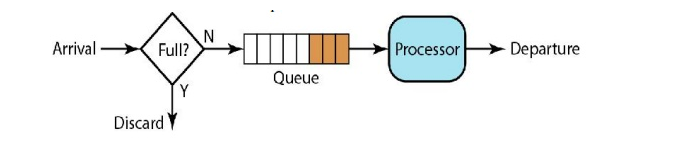 Arrival
Full?
N
Y
Discard
Queue
Processor
Departure